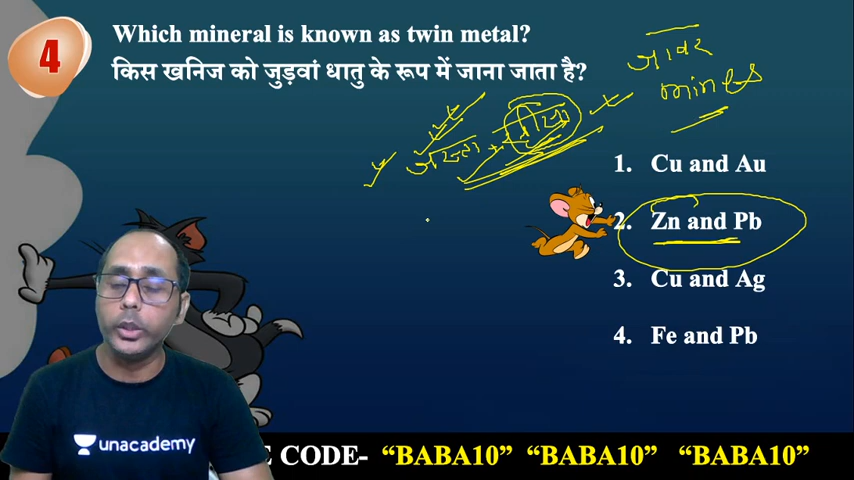 4
Which mineral is known as twin metal?
किस खनिज को जुड़वां धातु के रूप में जाना जाता है?
जावर
mines
जस्ता
1. Cu and Au
2. Zn and Pb
3. Cu and Ag
4. Fe and Pb
unacademy
E CODE- “BABA10” “BABA10” “BABA10”